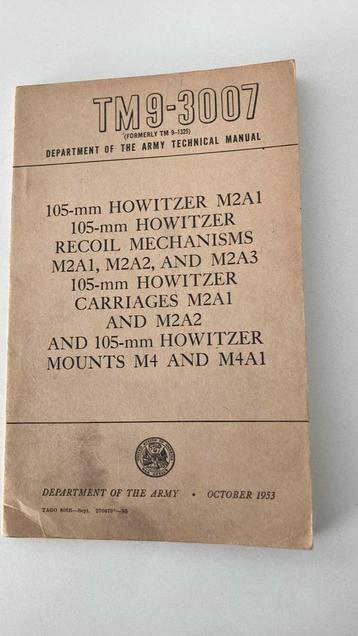 TM9-3007
(FORMERLY TM 9-1325)
DEPARTMENT OF THE ARMY TECHNICAL MANUAL
105-mm HOWITZER M2A1
105-mm HOWITZER
RECOIL MECHANISMS
M2A1, M2A2, AND M2A3
105-mm HOWITZER
CARRIAGES M2A1
AND M2A2
AND 105-mm HOWITZER
MOUNTS M4 AND M4A1
DEPARTMENT OF THE ARMY • OCTOBER 1953